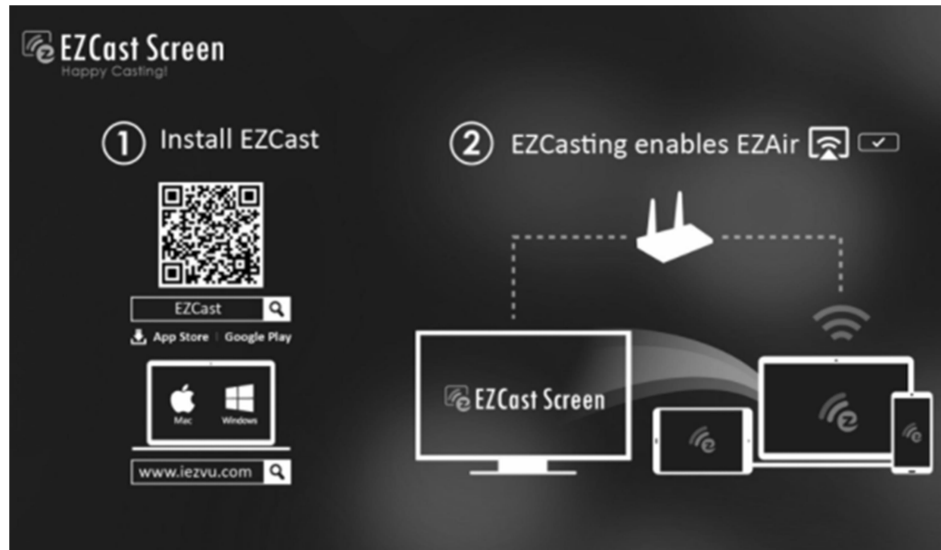 EZCast Screen
Happy Casting!
1 Install EZCast
EZCast
App Store | Google Play
Mac Windows
www.iezvu.com
2 EZCasting enables EZAir
EZCast Screen